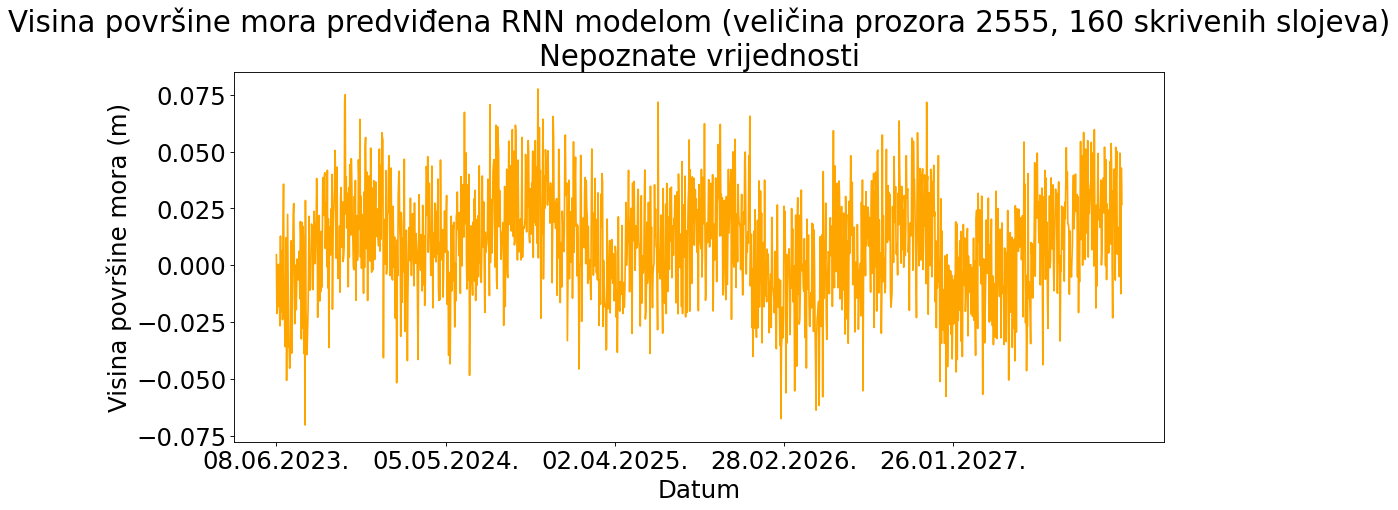 Visina površine mora predviđena RNN modelom (veličina prozora 2555, 160 skrivenih slojeva)
Nepoznate vrijednosti
Visina površine mora (m)
0.075
0.050
0.025
0.000
−0.025
−0.050
−0.075
08.06.2023. 05.05.2024. 02.04.2025. 28.02.2026. 26.01.2027.
Datum